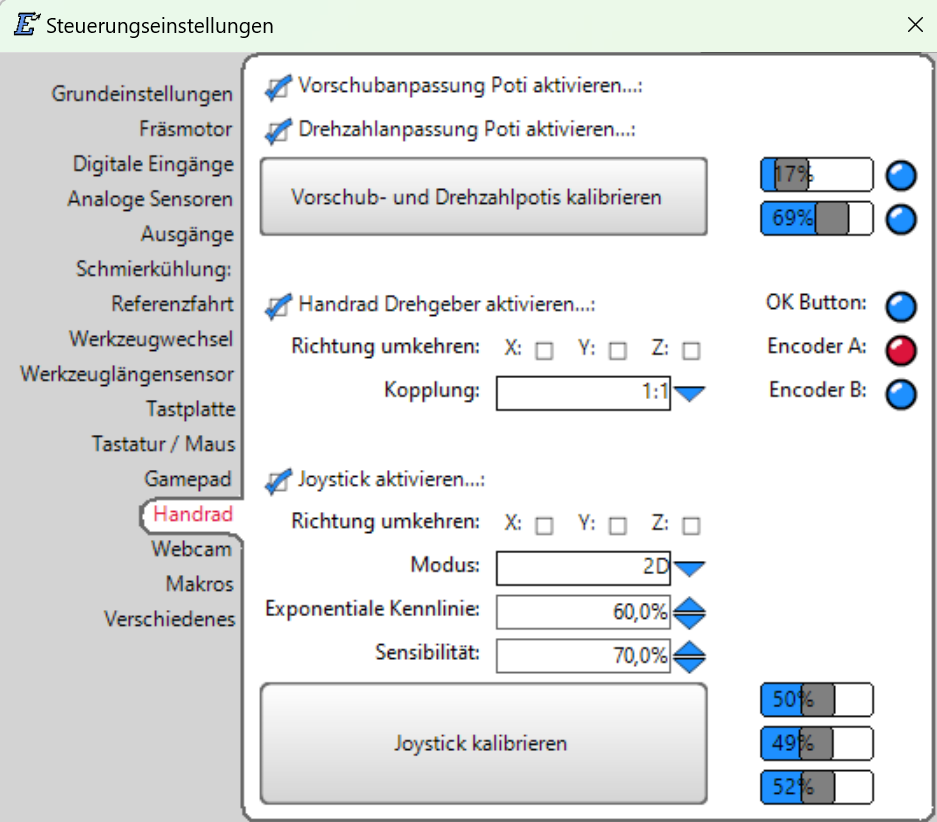 Steuerungseinstellungen
Grundeinstellungen
Fräsmotor
Digitale Eingänge
Analoge Sensoren
Ausgänge
Schmierkühlung:
Referenzfahrt
Werkzeugwechsel
Werkzeuglängensensor
Tastplatte
Tastatur / Maus
Gamepad
Handrad
Webcam
Makros
Verschiedenes
Vorschubanpassung Poti aktivieren...:
Drehzahlanpassung Poti aktivieren...:
Vorschub- und Drehzahlpotis kalibrieren
17%
69%
Handrad Drehgeber aktivieren...:
OK Button:
Richtung umkehren: X: Y: Z:
Encoder A:
Kopplung: 1:1
Encoder B:
Joystick aktivieren...:
Richtung umkehren: X: Y: Z:
Modus: 2D
Exponentiale Kennlinie: 60,0%
Sensibilität: 70,0%
Joystick kalibrieren
50%
49%
52%